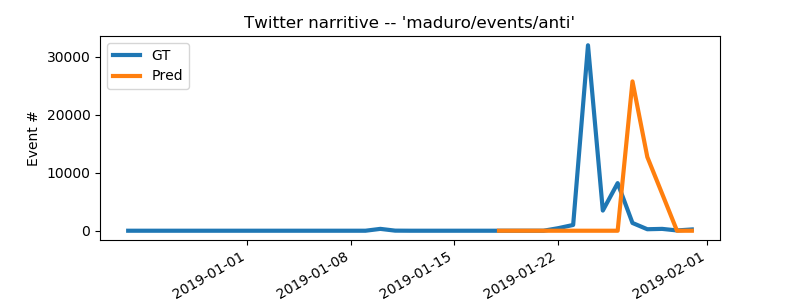 Twitter narritive -- 'maduro/events/anti'
GT
Pred
30000
20000
10000
0
Event #
2019-01-01
2019-01-08
2019-01-15
2019-01-22
2019-02-01